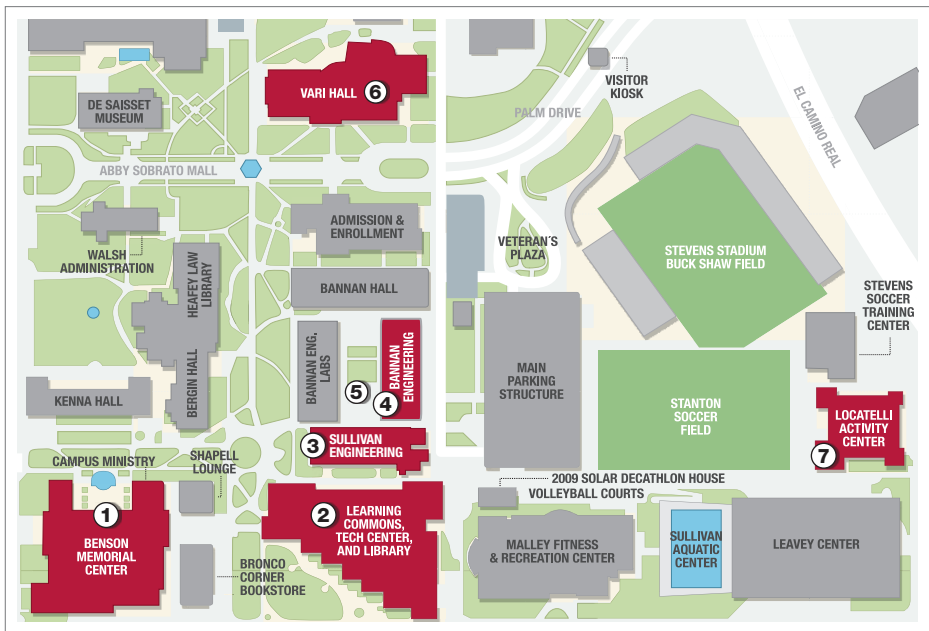 VARI HALL 6
DE SAISSET
MUSEUM
VISITOR
KIOSK
PALM DRIVE
EL CAMINO REAL
ABBY SOBRATO MALL
ADMISSION &
ENROLLMENT
WALSH
ADMINISTRATION
VETERAN'S
PLAZA
STEVENS STADIUM
BUCK SHAW FIELD
HEAFEY LAW
LIBRARY
BANNAN HALL
STEVENS
SOCCER
TRAINING
CENTER
BERGIN HALL
BANNAN ENG.
LABS
BANNAN
ENGINEERING
5
4
MAIN
PARKING
STRUCTURE
KENNA HALL
STANTON
SOCCER
FIELD
LOCATELLI
ACTIVITY
CENTER
7
3
SULLIVAN
ENGINEERING
CAMPUS MINISTRY
SHAPELL
LOUNGE
2009 SOLAR DECATHLON HOUSE
VOLLEYBALL COURTS
1
BENSON
MEMORIAL
CENTER
2
LEARNING
COMMONS,
TECH CENTER,
AND LIBRARY
MALLEY FITNESS
& RECREATION CENTER
SULLIVAN
AQUATIC
CENTER
LEAVEY CENTER
BRONCO
CORNER
BOOKSTORE